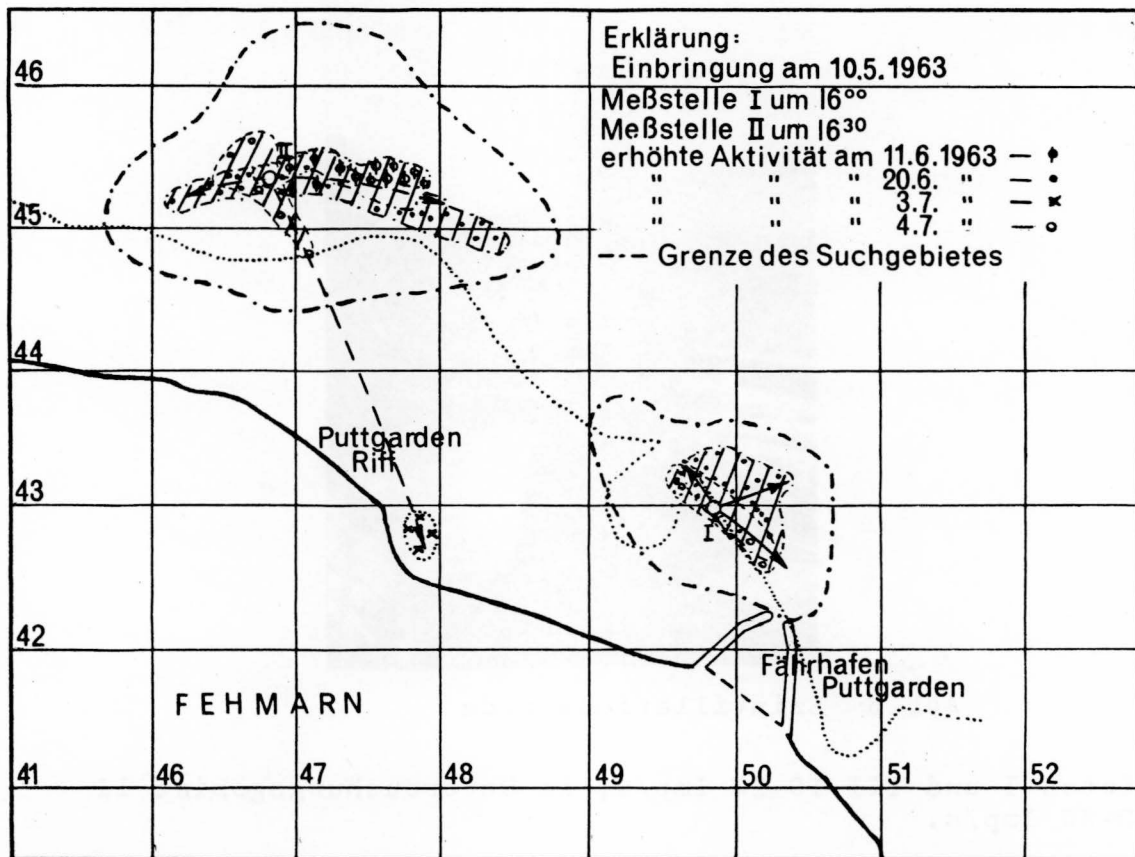 Erklärung:
Einbringung am 10.5.1963
Meßstelle I um 16⁰⁰
Meßstelle II um 16³⁰
erhöhte Aktivität am 11.6.1963 –
" " " 20.6. " –
" " " 3.7. " –
" " " 4.7. " –
Grenze des Suchgebietes
46
II
45
44
Puttgarden
Riff
43
I
42
Fährhafen
Puttgarden
FEHMARN
41 46 47 48 49 50 51 52